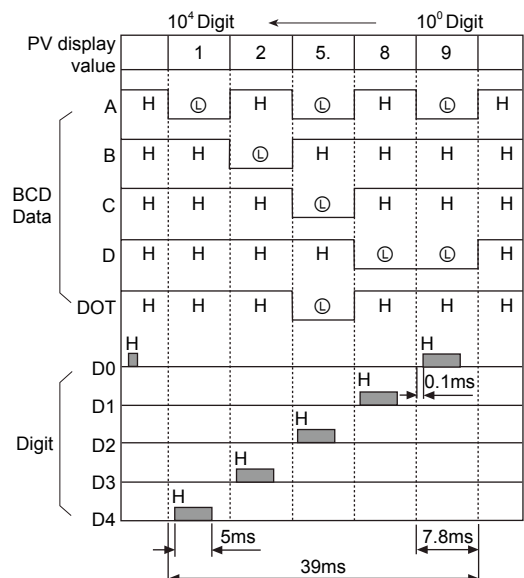 10⁴ Digit 10⁰ Digit
PV display value 1 2 5. 8 9
BCD Data
A H Ⓛ H Ⓛ H Ⓛ H
B H H Ⓛ H H H H
C H H H Ⓛ H H H
D H H H H Ⓛ Ⓛ H
DOT H H H Ⓛ H H H
Digit
H H
D0
H 0.1ms
D1
H
D2
H
D3
H
D4
5ms 7.8ms
39ms